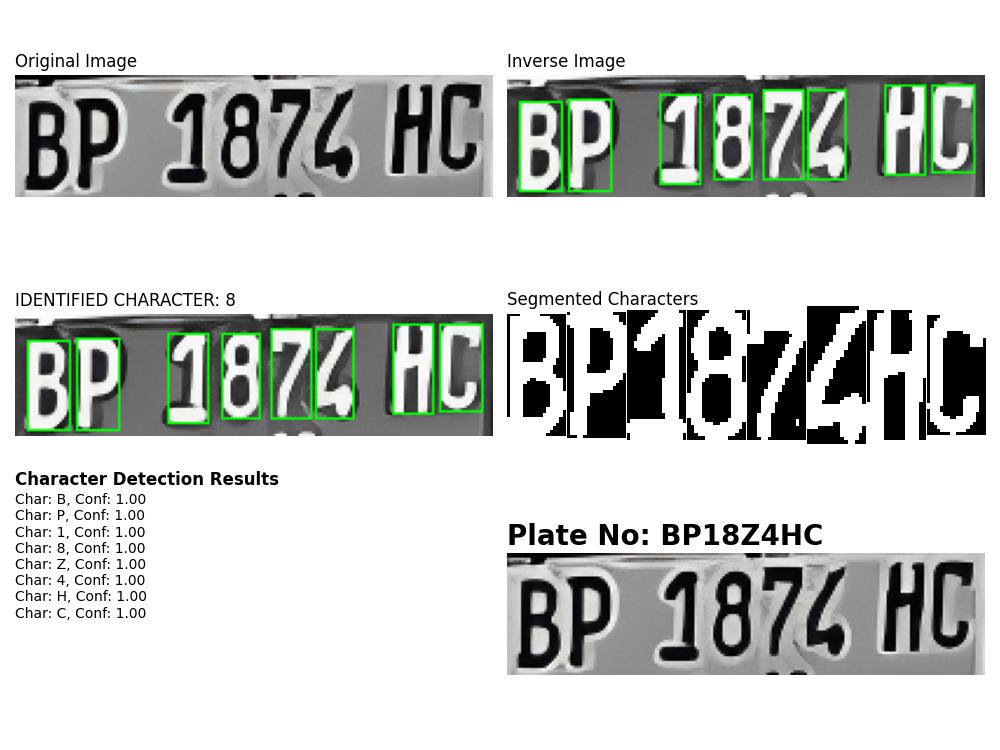 Original Image
BP 1874 HC
Inverse Image
BP 1874 HC
IDENTIFIED CHARACTER: 8
BP 1874 HC
Segmented Characters
BP1874HC
Character Detection Results
Char: B, Conf: 1.00
Char: P, Conf: 1.00
Char: 1, Conf: 1.00
Char: 8, Conf: 1.00
Char: Z, Conf: 1.00
Char: 4, Conf: 1.00
Char: H, Conf: 1.00
Char: C, Conf: 1.00
Plate No: BP18Z4HC
BP 1874 HC